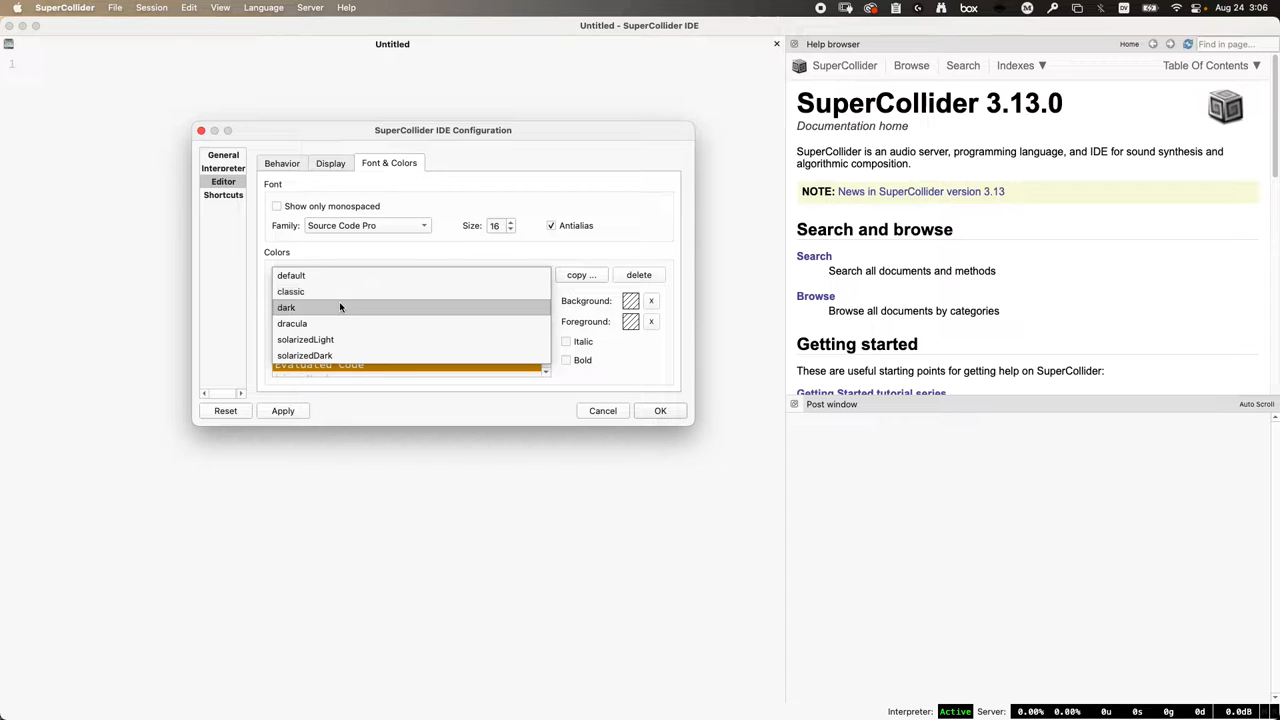 SuperCollider File Session Edit View Language Server Help box DV Aug 24 3:06
Untitled - SuperCollider IDE
Untitled
1
Help browser Home Find in page...
SuperCollider Browse Search Indexes ▼ Table Of Contents ▼
SuperCollider 3.13.0
Documentation home
SuperCollider is an audio server, programming language, and IDE for sound synthesis and
algorithmic composition.
NOTE: News in SuperCollider version 3.13
Search and browse
Search
Search all documents and methods
Browse
Browse all documents by categories
Getting started
These are useful starting points for getting help on SuperCollider:
Getting Started tutorial series
Post window Auto Scroll
SuperCollider IDE Configuration
General
Interpreter
Editor
Shortcuts
Behavior Display Font & Colors
Font
Show only monospaced
Family: Source Code Pro Size: 16 Antialias
Colors
default
classic
dark
dracula
solarizedLight
solarizedDark
Evaluated Code
copy ... delete
Background: x
Foreground: x
Italic
Bold
Reset Apply Cancel OK
Interpreter: Active Server: 0.00% 0.00% 0u 0s 0g 0d 0.0dB